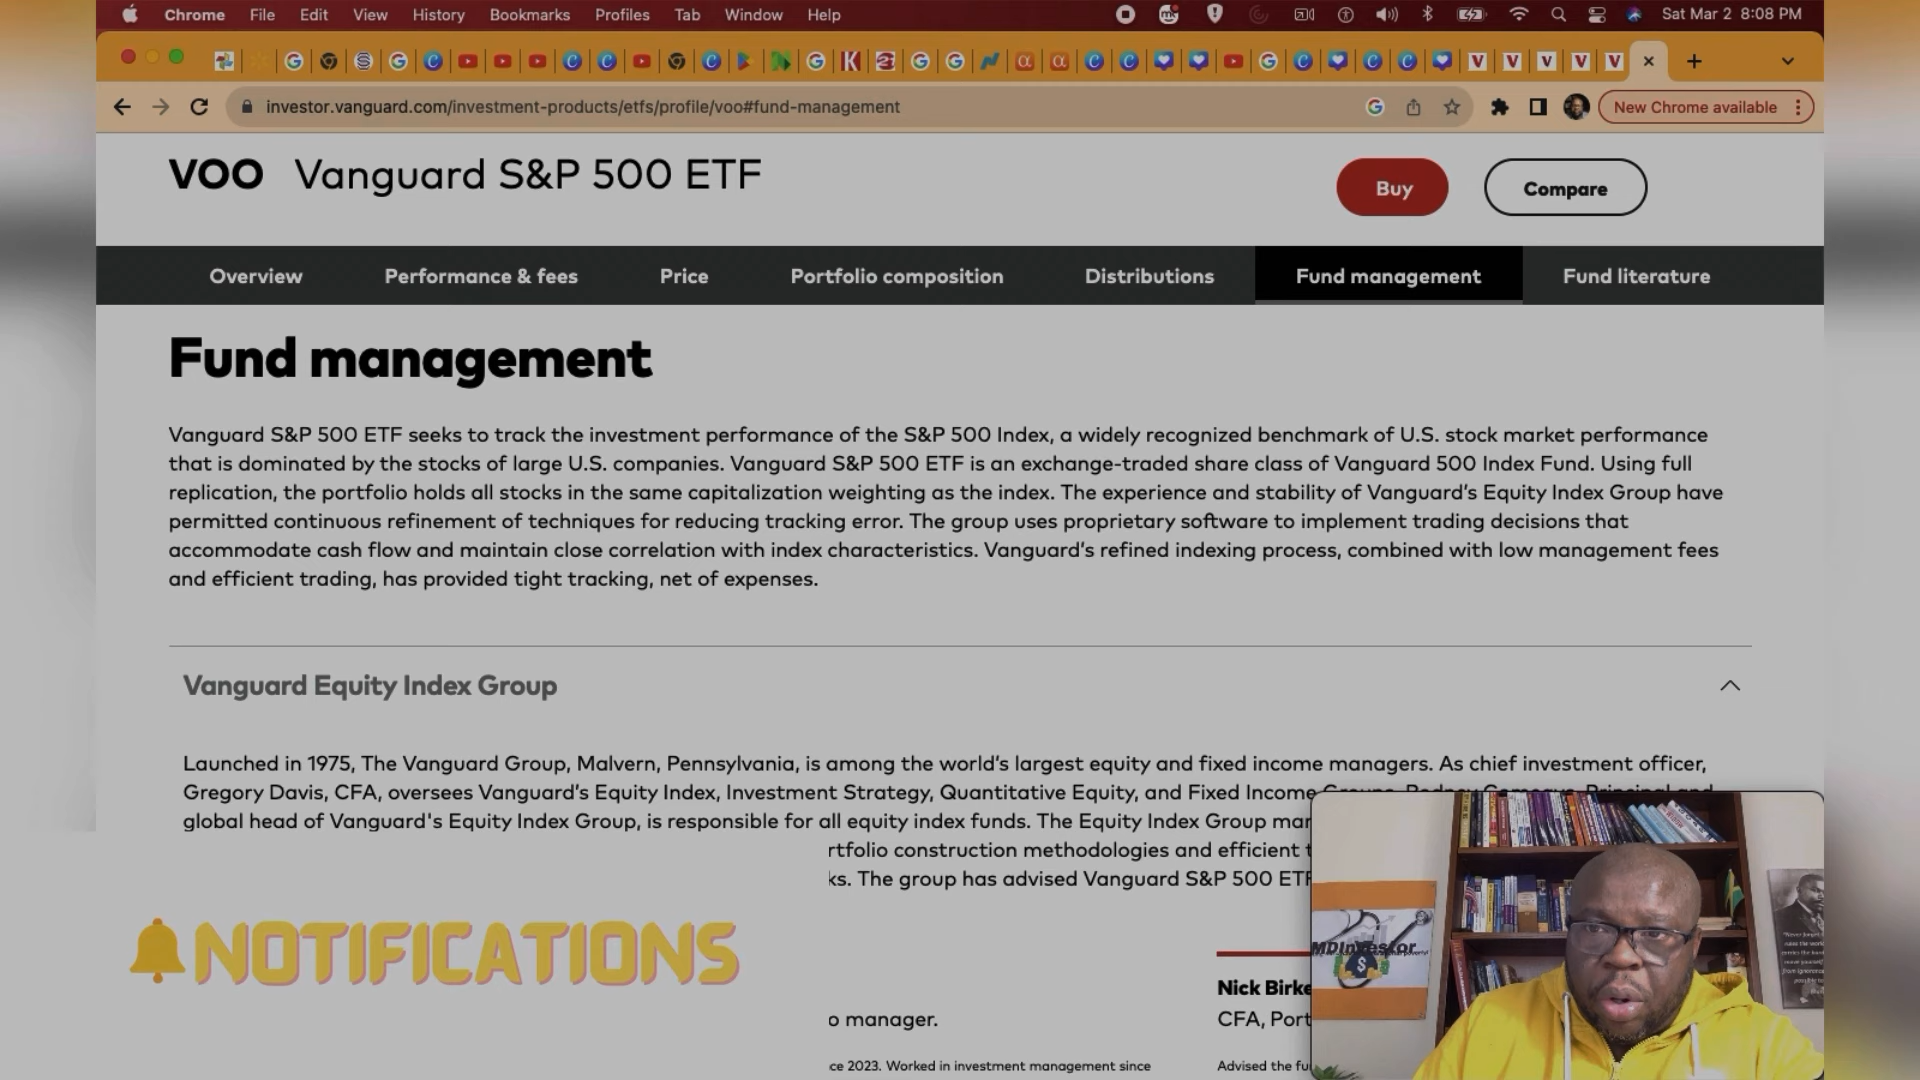 Chrome File Edit View History Bookmarks Profiles Tab Window Help Sat Mar 2 8:08 PM
investor.vanguard.com/investment-products/etfs/profile/voo#fund-management New Chrome available
VOO Vanguard S&P 500 ETF
Buy Compare
Overview Performance & fees Price Portfolio composition Distributions Fund management Fund literature
Fund management
Vanguard S&P 500 ETF seeks to track the investment performance of the S&P 500 Index, a widely recognized benchmark of U.S. stock market performance
that is dominated by the stocks of large U.S. companies. Vanguard S&P 500 ETF is an exchange-traded share class of Vanguard 500 Index Fund. Using full
replication, the portfolio holds all stocks in the same capitalization weighting as the index. The experience and stability of Vanguard's Equity Index Group have
permitted continuous refinement of techniques for reducing tracking error. The group uses proprietary software to implement trading decisions that
accommodate cash flow and maintain close correlation with index characteristics. Vanguard's refined indexing process, combined with low management fees
and efficient trading, has provided tight tracking, net of expenses.
Vanguard Equity Index Group
Launched in 1975, The Vanguard Group, Malvern, Pennsylvania, is among the world's largest equity and fixed income managers. As chief investment officer,
Gregory Davis, CFA, oversees Vanguard's Equity Index, Investment Strategy, Quantitative Equity, and Fixed Income
global head of Vanguard's Equity Index Group, is responsible for all equity index funds. The Equity Index Group
rtfolio construction methodologies and efficient
ks. The group has advised Vanguard S&P 500 ETF
NOTIFICATIONS
MDInvestor
Nick
o manager.
CFA, Port
ce 2023. Worked in investment management since
Advised the